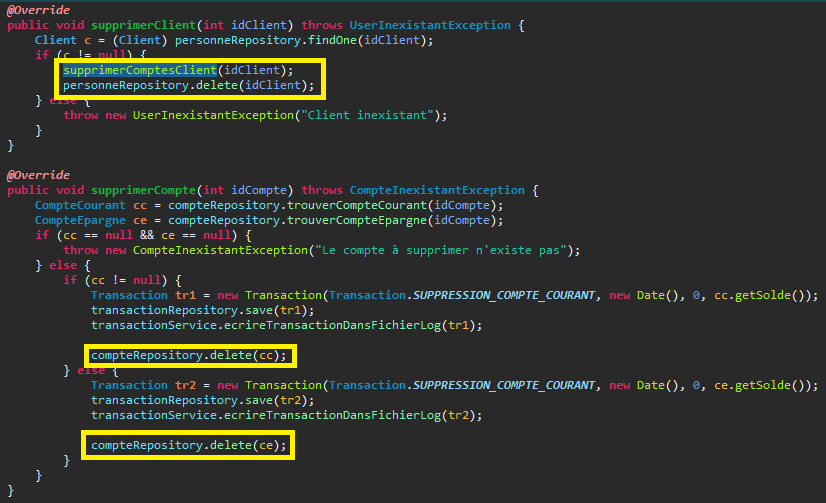 @Override
public void supprimerClient(int idClient) throws UserInexistantException {
Client c = (Client) personneRepository.findOne(idClient);
if (c != null) {
supprimerComptesClient(idClient);
personneRepository.delete(idClient);
} else {
throw new UserInexistantException("Client inexistant");
}
}
@Override
public void supprimerCompte(int idCompte) throws CompteInexistantException {
CompteCourant cc = compteRepository.trouverCompteCourant(idCompte);
CompteEpargne ce = compteRepository.trouverCompteEpargne(idCompte);
if (cc == null && ce == null) {
throw new CompteInexistantException("Le compte à supprimer n'existe pas");
} else {
if (cc != null) {
Transaction tr1 = new Transaction(Transaction.SUPPRESSION_COMPTE_COURANT, new Date(), 0, cc.getSolde());
transactionRepository.save(tr1);
transactionService.ecrireTransactionDansFichierLog(tr1);
compteRepository.delete(cc);
} else {
Transaction tr2 = new Transaction(Transaction.SUPPRESSION_COMPTE_COURANT, new Date(), 0, ce.getSolde());
transactionRepository.save(tr2);
transactionService.ecrireTransactionDansFichierLog(tr2);
compteRepository.delete(ce);
}
}
}